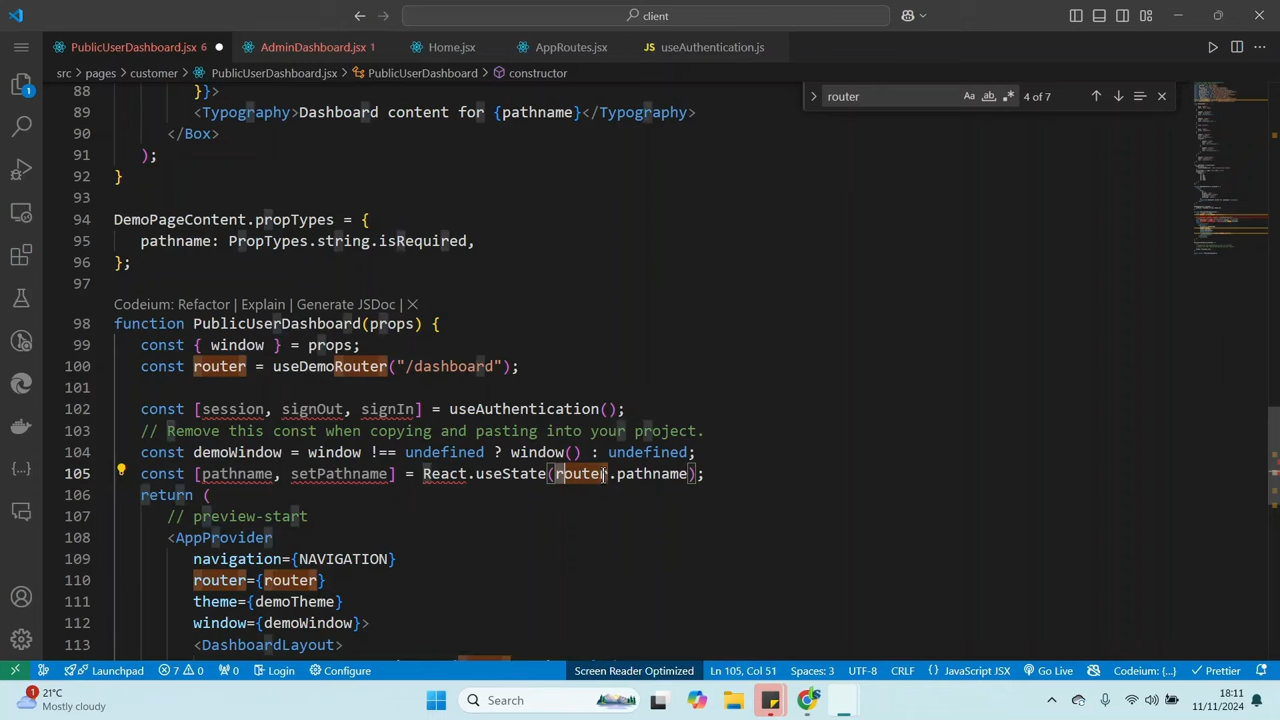 client
PublicUserDashboard.jsx 6
AdminDashboard.jsx 1
Home.jsx
AppRoutes.jsx
JS useAuthentication.js
src > pages > customer > PublicUserDashboard.jsx > PublicUserDashboard > constructor
router
Aa ab .* 4 of 7
88 }}>
89 <Typography>Dashboard content for {pathname}</Typography>
90 </Box>
91 );
92 }
93
94 DemoPageContent.propTypes = {
95 pathname: PropTypes.string.isRequired,
96 };
97
Codeium: Refactor | Explain | Generate JSDoc | ×
98 function PublicUserDashboard(props) {
99 const { window } = props;
100 const router = useDemoRouter("/dashboard");
101
102 const [session, signOut, signIn] = useAuthentication();
103 // Remove this const when copying and pasting into your project.
104 const demoWindow = window !== undefined ? window() : undefined;
105 const [pathname, setPathname] = React.useState(router.pathname);
106 return (
107 // preview-start
108 <AppProvider
109 navigation={NAVIGATION}
110 router={router}
111 theme={demoTheme}
112 window={demoWindow}>
113 <DashboardLayout>
1
Launchpad 7 0 0 Login Configure Screen Reader Optimized Ln 105, Col 51 Spaces: 3 UTF-8 CRLF {} JavaScript JSX Go Live Codeium: {...} Prettier
1
21°C
Mostly cloudy
Search
18:11
11/11/2024